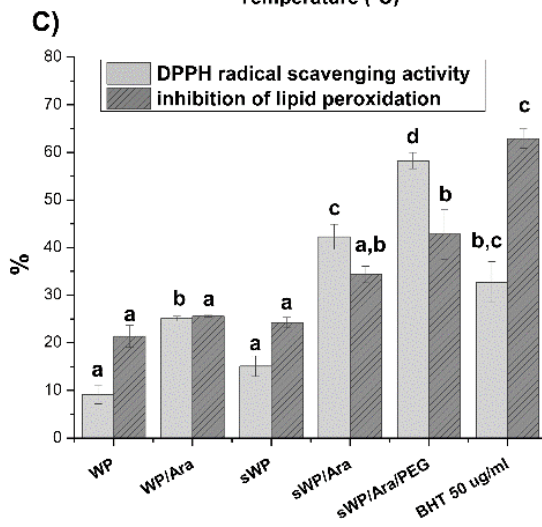 Temperature (°C)
C)
80
70
60
50
40
30
20
10
0
%
DPPH radical scavenging activity
inhibition of lipid peroxidation
a
a
b
a
a
a
c
a,b
d
b
b,c
c
WP
WP/Ara
sWP
sWP/Ara
sWP/Ara/PEG
BHT 50 ug/ml